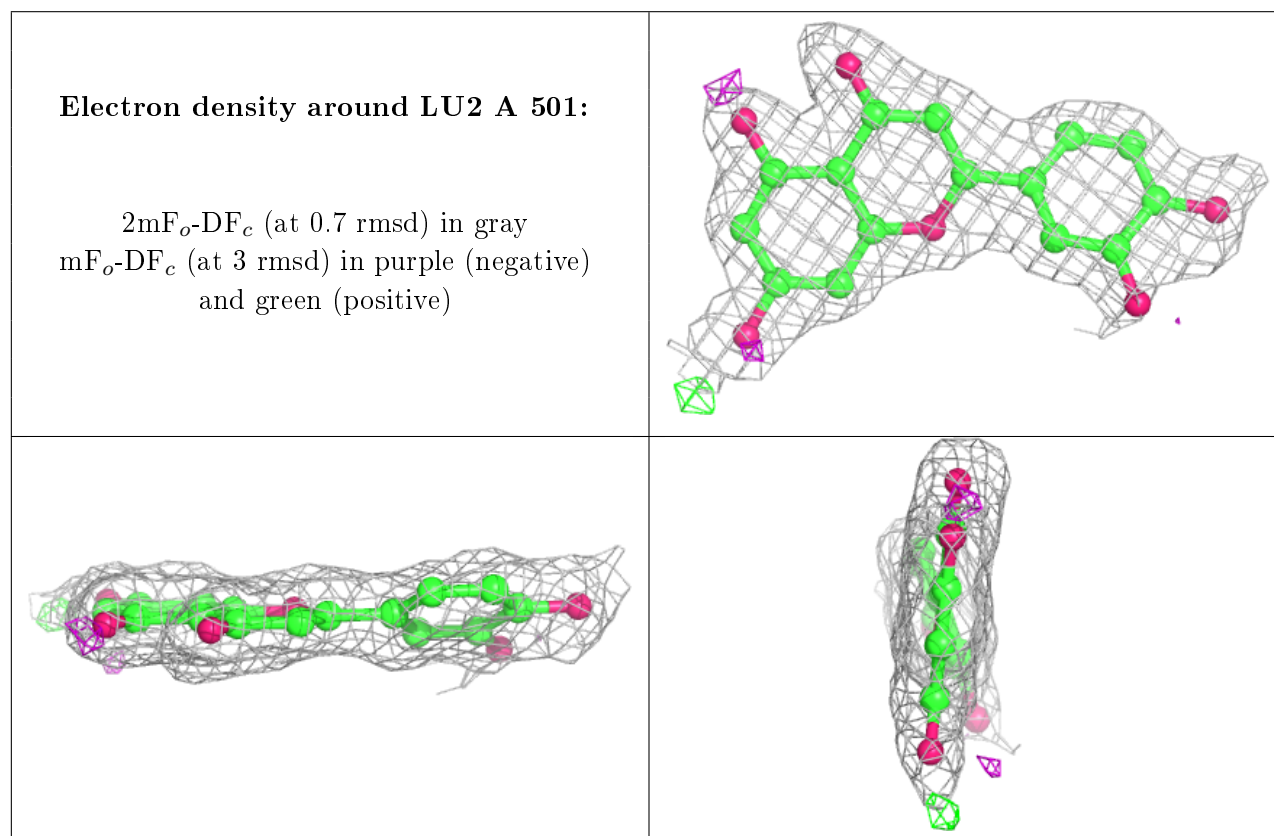 Electron density around LU2 A 501:
2mFₒ-DF𝒸 (at 0.7 rmsd) in gray
mFₒ-DF𝒸 (at 3 rmsd) in purple (negative)
and green (positive)